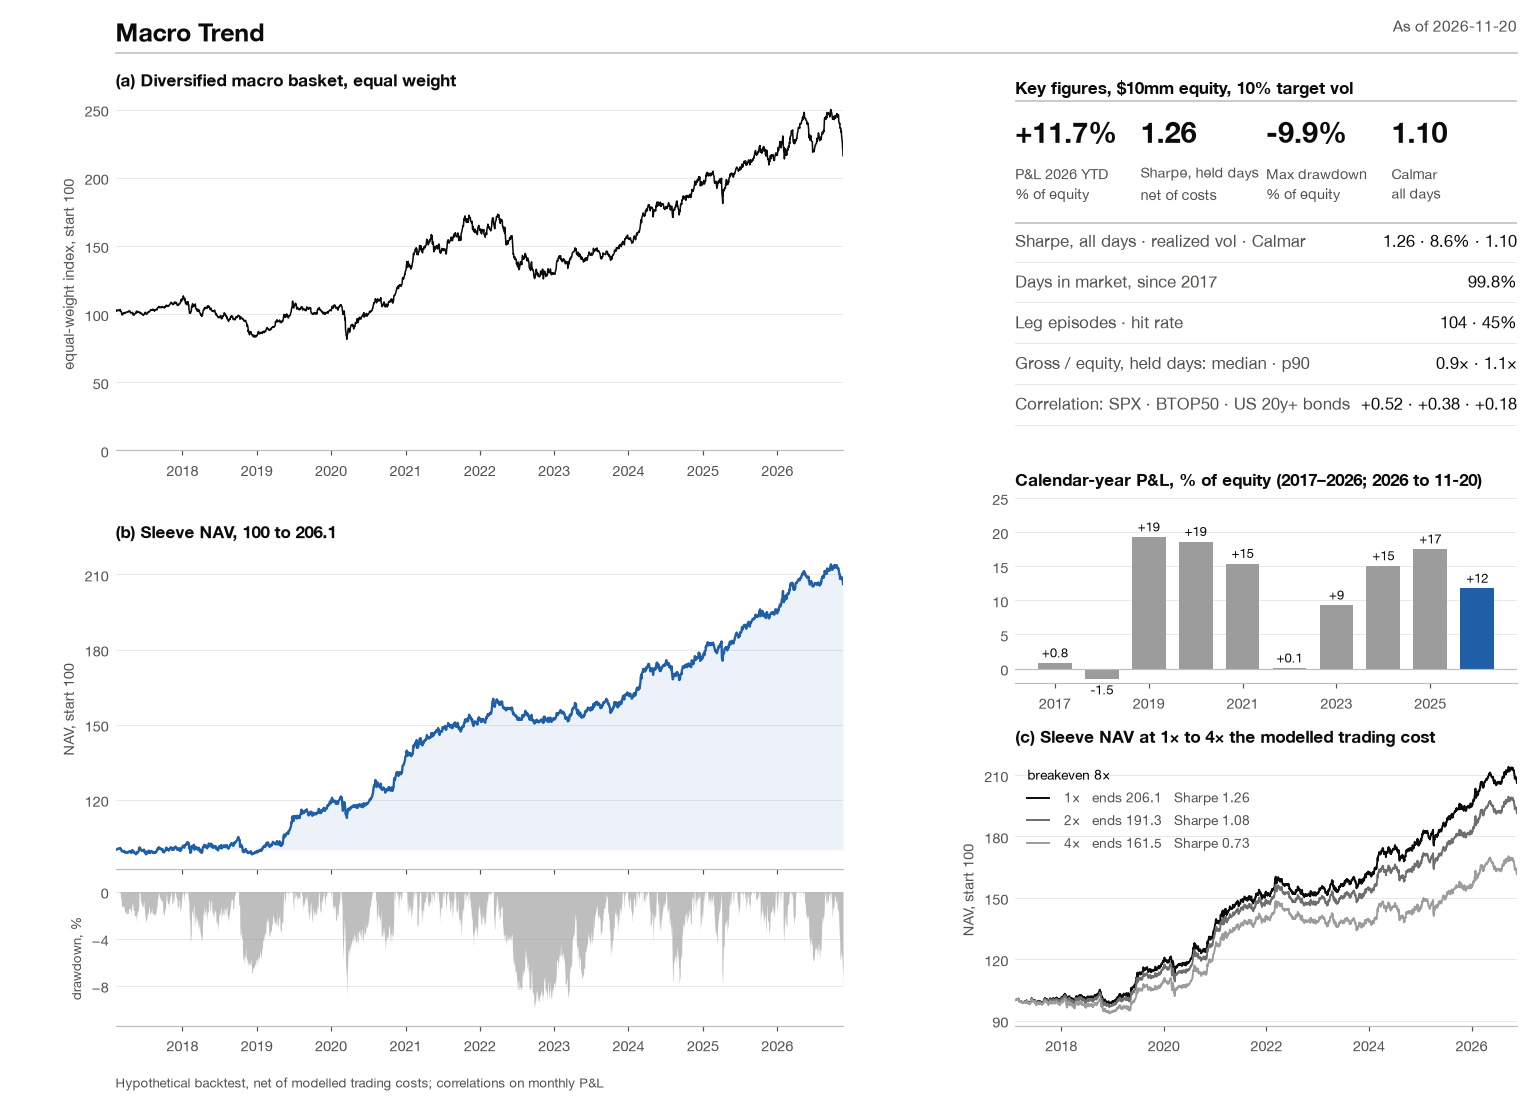 Macro Trend
As of 2026-11-20
(a) Diversified macro basket, equal weight
250
200
150
100
50
0
equal-weight index, start 100
2018 2019 2020 2021 2022 2023 2024 2025 2026
(b) Sleeve NAV, 100 to 206.1
210
180
150
120
NAV, start 100
0
−4
−8
drawdown, %
2018 2019 2020 2021 2022 2023 2024 2025 2026
Hypothetical backtest, net of modelled trading costs; correlations on monthly P&L
Key figures, $10mm equity, 10% target vol
+11.7% 1.26 -9.9% 1.10
P&L 2026 YTD Sharpe, held days Max drawdown Calmar
% of equity net of costs % of equity all days
Sharpe, all days · realized vol · Calmar 1.26 · 8.6% · 1.10
Days in market, since 2017 99.8%
Leg episodes · hit rate 104 · 45%
Gross / equity, held days: median · p90 0.9× · 1.1×
Correlation: SPX · BTOP50 · US 20y+ bonds +0.52 · +0.38 · +0.18
Calendar-year P&L, % of equity (2017–2026; 2026 to 11-20)
25
20
15
10
5
0
+0.8 -1.5 +19 +19 +15 +0.1 +9 +15 +17 +12
2017 2019 2021 2023 2025
(c) Sleeve NAV at 1× to 4× the modelled trading cost
210
180
150
120
90
NAV, start 100
breakeven 8×
1× ends 206.1 Sharpe 1.26
2× ends 191.3 Sharpe 1.08
4× ends 161.5 Sharpe 0.73
2018 2020 2022 2024 2026